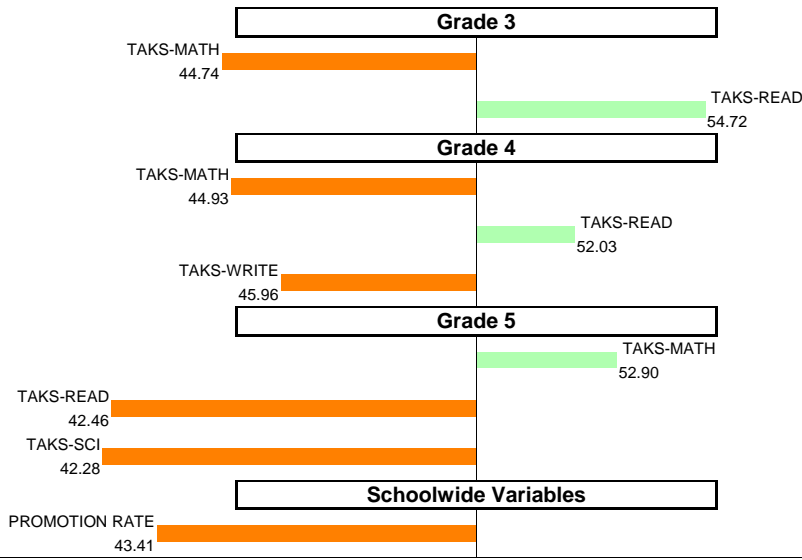 Grade 3
TAKS-MATH
44.74
TAKS-READ
54.72
Grade 4
TAKS-MATH
44.93
TAKS-READ
52.03
TAKS-WRITE
45.96
Grade 5
TAKS-MATH
52.90
TAKS-READ
42.46
TAKS-SCI
42.28
Schoolwide Variables
PROMOTION RATE
43.41